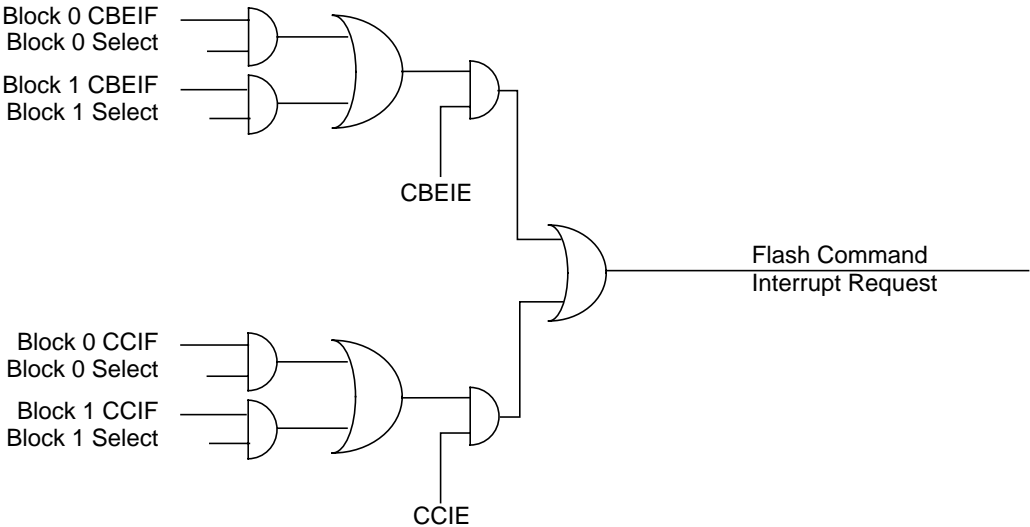 Block 0 CBEIF
Block 0 Select
Block 1 CBEIF
Block 1 Select
CBEIE
Flash Command
Interrupt Request
Block 0 CCIF
Block 0 Select
Block 1 CCIF
Block 1 Select
CCIE